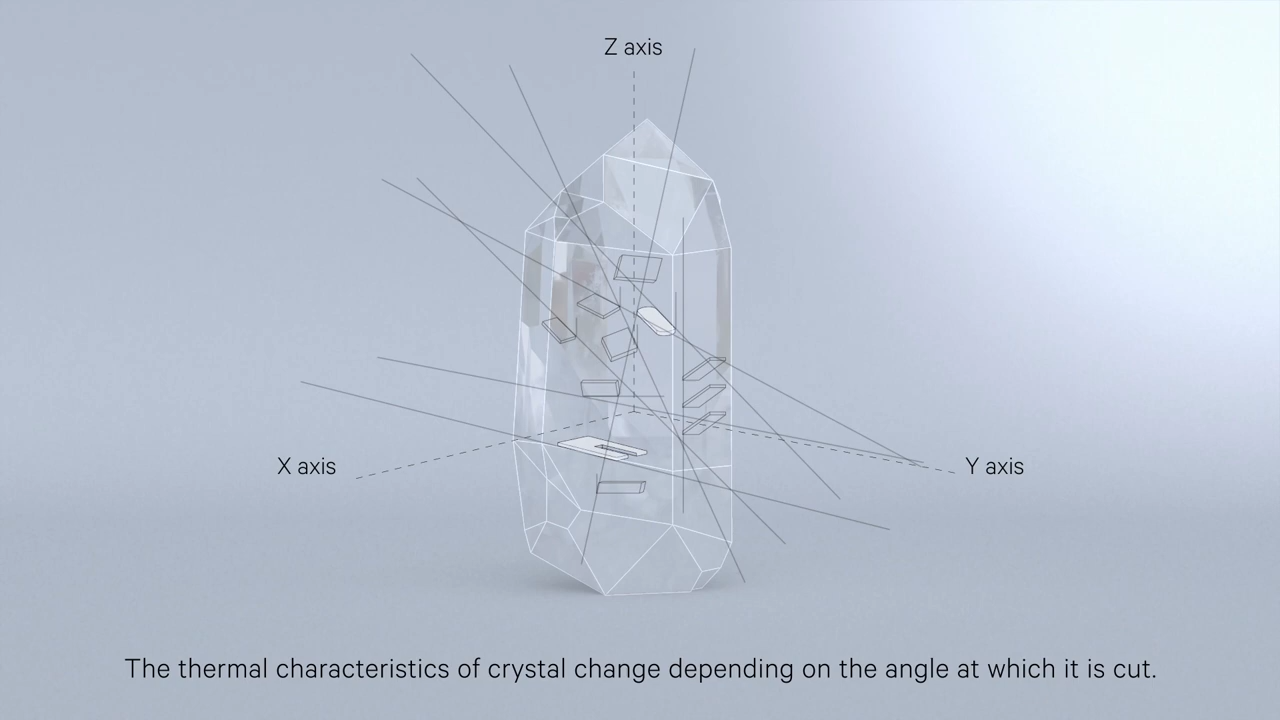 Z axis
X axis
Y axis
The thermal characteristics of crystal change depending on the angle at which it is cut.